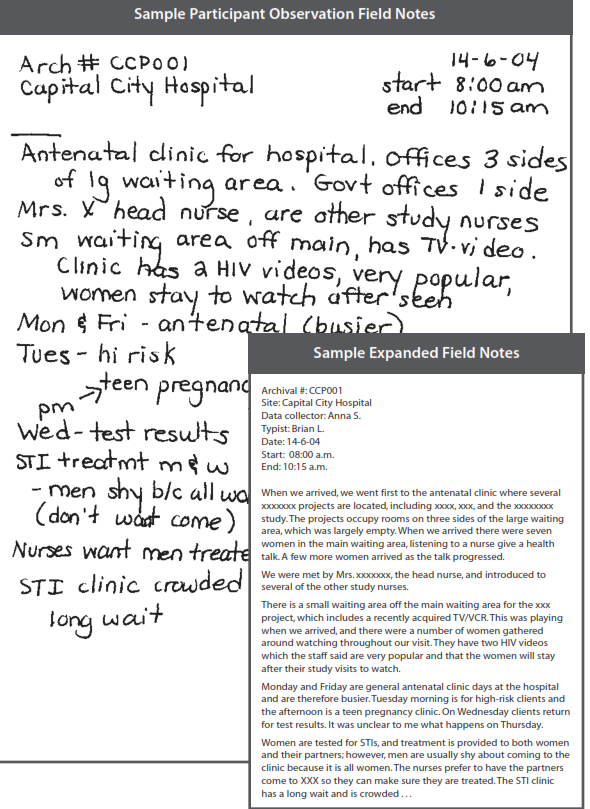 Sample Participant Observation Field Notes
Arch # CCP001
Capital City Hospital
14-6-04
start 8:00 am
end 10:15 am
Antenatal clinic for hospital. Offices 3 sides
of lg waiting area. Govt offices 1 side
Mrs. X head nurse, are other study nurses
Sm waiting area off main, has TV-video.
Clinic has 2 HIV videos, very popular,
women stay to watch after seen
Mon & Fri - antenatal (busier)
Tues - hi risk
pm → teen pregnanc
Wed - test results
STI treatmt m & w
- men shy b/c all wo
(don't want come)
Nurses want men treate
STI clinic crowded
long wait
Sample Expanded Field Notes
Archival #: CCP001
Site: Capital City Hospital
Data collector: Anna S.
Typist: Brian L.
Date: 14-6-04
Start: 08:00 a.m.
End: 10:15 a.m.
When we arrived, we went first to the antenatal clinic where several
xxxxxxx projects are located, including xxxx, xxx, and the xxxxxxxx
study. The projects occupy rooms on three sides of the large waiting
area, which was largely empty. When we arrived there were seven
women in the main waiting area, listening to a nurse give a health
talk. A few more women arrived as the talk progressed.
We were met by Mrs. xxxxxxx, the head nurse, and introduced to
several of the other study nurses.
There is a small waiting area off the main waiting area for the xxx
project, which includes a recently acquired TV/VCR. This was playing
when we arrived, and there were a number of women gathered
around watching throughout our visit. They have two HIV videos
which the staff said are very popular and that the women will stay
after their study visits to watch.
Monday and Friday are general antenatal clinic days at the hospital
and are therefore busier. Tuesday morning is for high-risk clients and
the afternoon is a teen pregnancy clinic. On Wednesday clients return
for test results. It was unclear to me what happens on Thursday.
Women are tested for STIs, and treatment is provided to both women
and their partners; however, men are usually shy about coming to the
clinic because it is all women. The nurses prefer to have the partners
come to XXX so they can make sure they are treated. The STI clinic
has a long wait and is crowded . . .